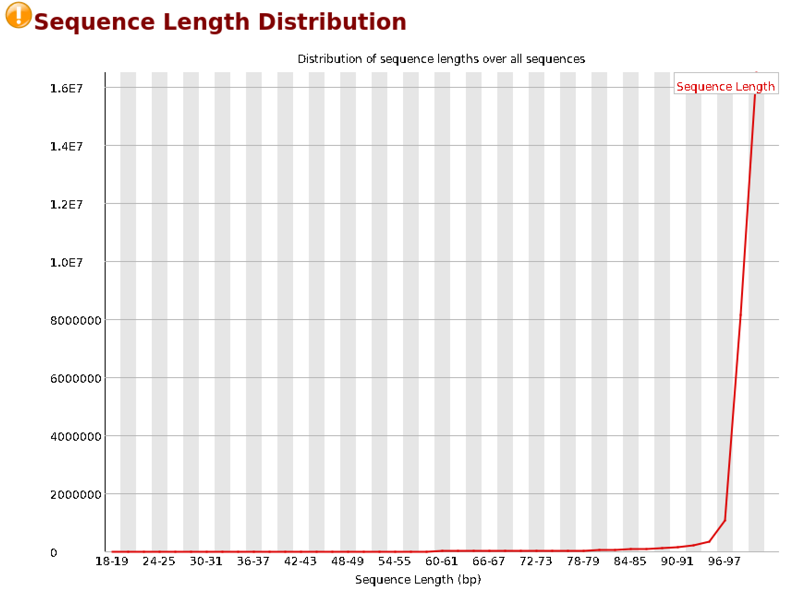 Sequence Length Distribution
Distribution of sequence lengths over all sequences
Sequence Length
1.6E7
1.4E7
1.2E7
1.0E7
8000000
6000000
4000000
2000000
0
18-19 24-25 30-31 36-37 42-43 48-49 54-55 60-61 66-67 72-73 78-79 84-85 90-91 96-97
Sequence Length (bp)